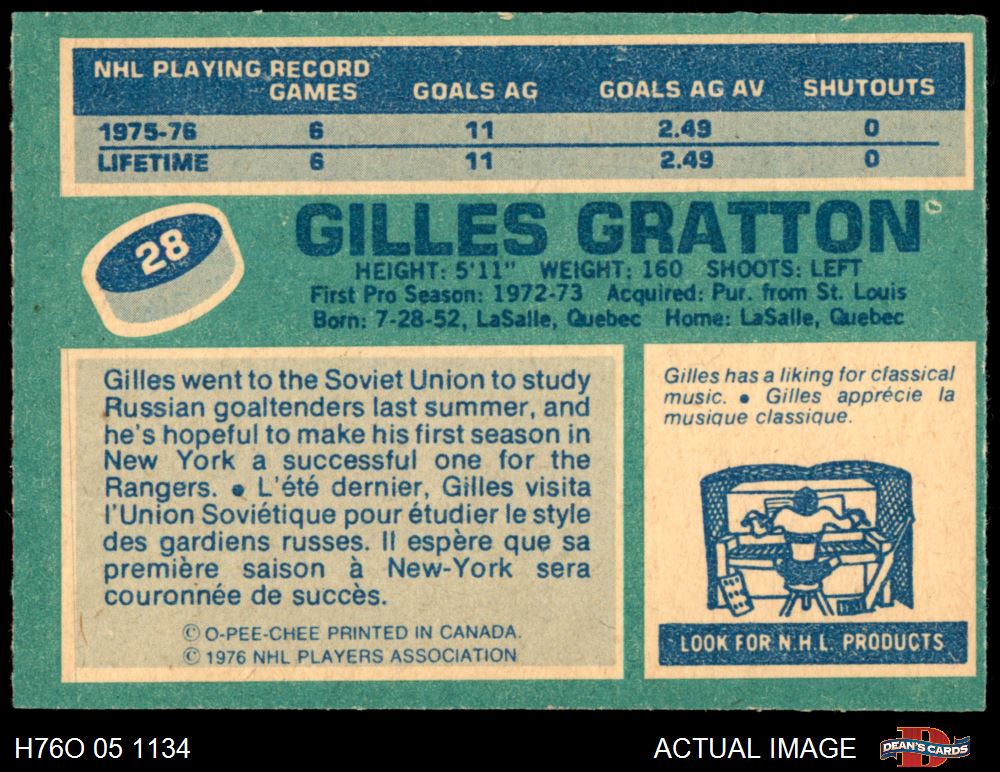 NHL PLAYING RECORD
GAMES GOALS AG GOALS AG AV SHUTOUTS
1975-76 6 11 2.49 0
LIFETIME 6 11 2.49 0
28
GILLES GRATTON
HEIGHT: 5'11" WEIGHT: 160 SHOOTS: LEFT
First Pro Season: 1972-73 Acquired: Pur. from St. Louis
Born: 7-28-52, LaSalle, Quebec Home: LaSalle, Quebec
Gilles went to the Soviet Union to study
Russian goaltenders last summer, and
he's hopeful to make his first season in
New York a successful one for the
Rangers. ● L'été dernier, Gilles visita
l'Union Soviétique pour étudier le style
des gardiens russes. Il espère que sa
première saison à New-York sera
couronnée de succès.
© O-PEE-CHEE PRINTED IN CANADA.
© 1976 NHL PLAYERS ASSOCIATION
Gilles has a liking for classical
music. ● Gilles apprécie la
musique classique.
LOOK FOR N.H.L. PRODUCTS
H76O 05 1134
ACTUAL IMAGE
D
DEAN'S CARDS